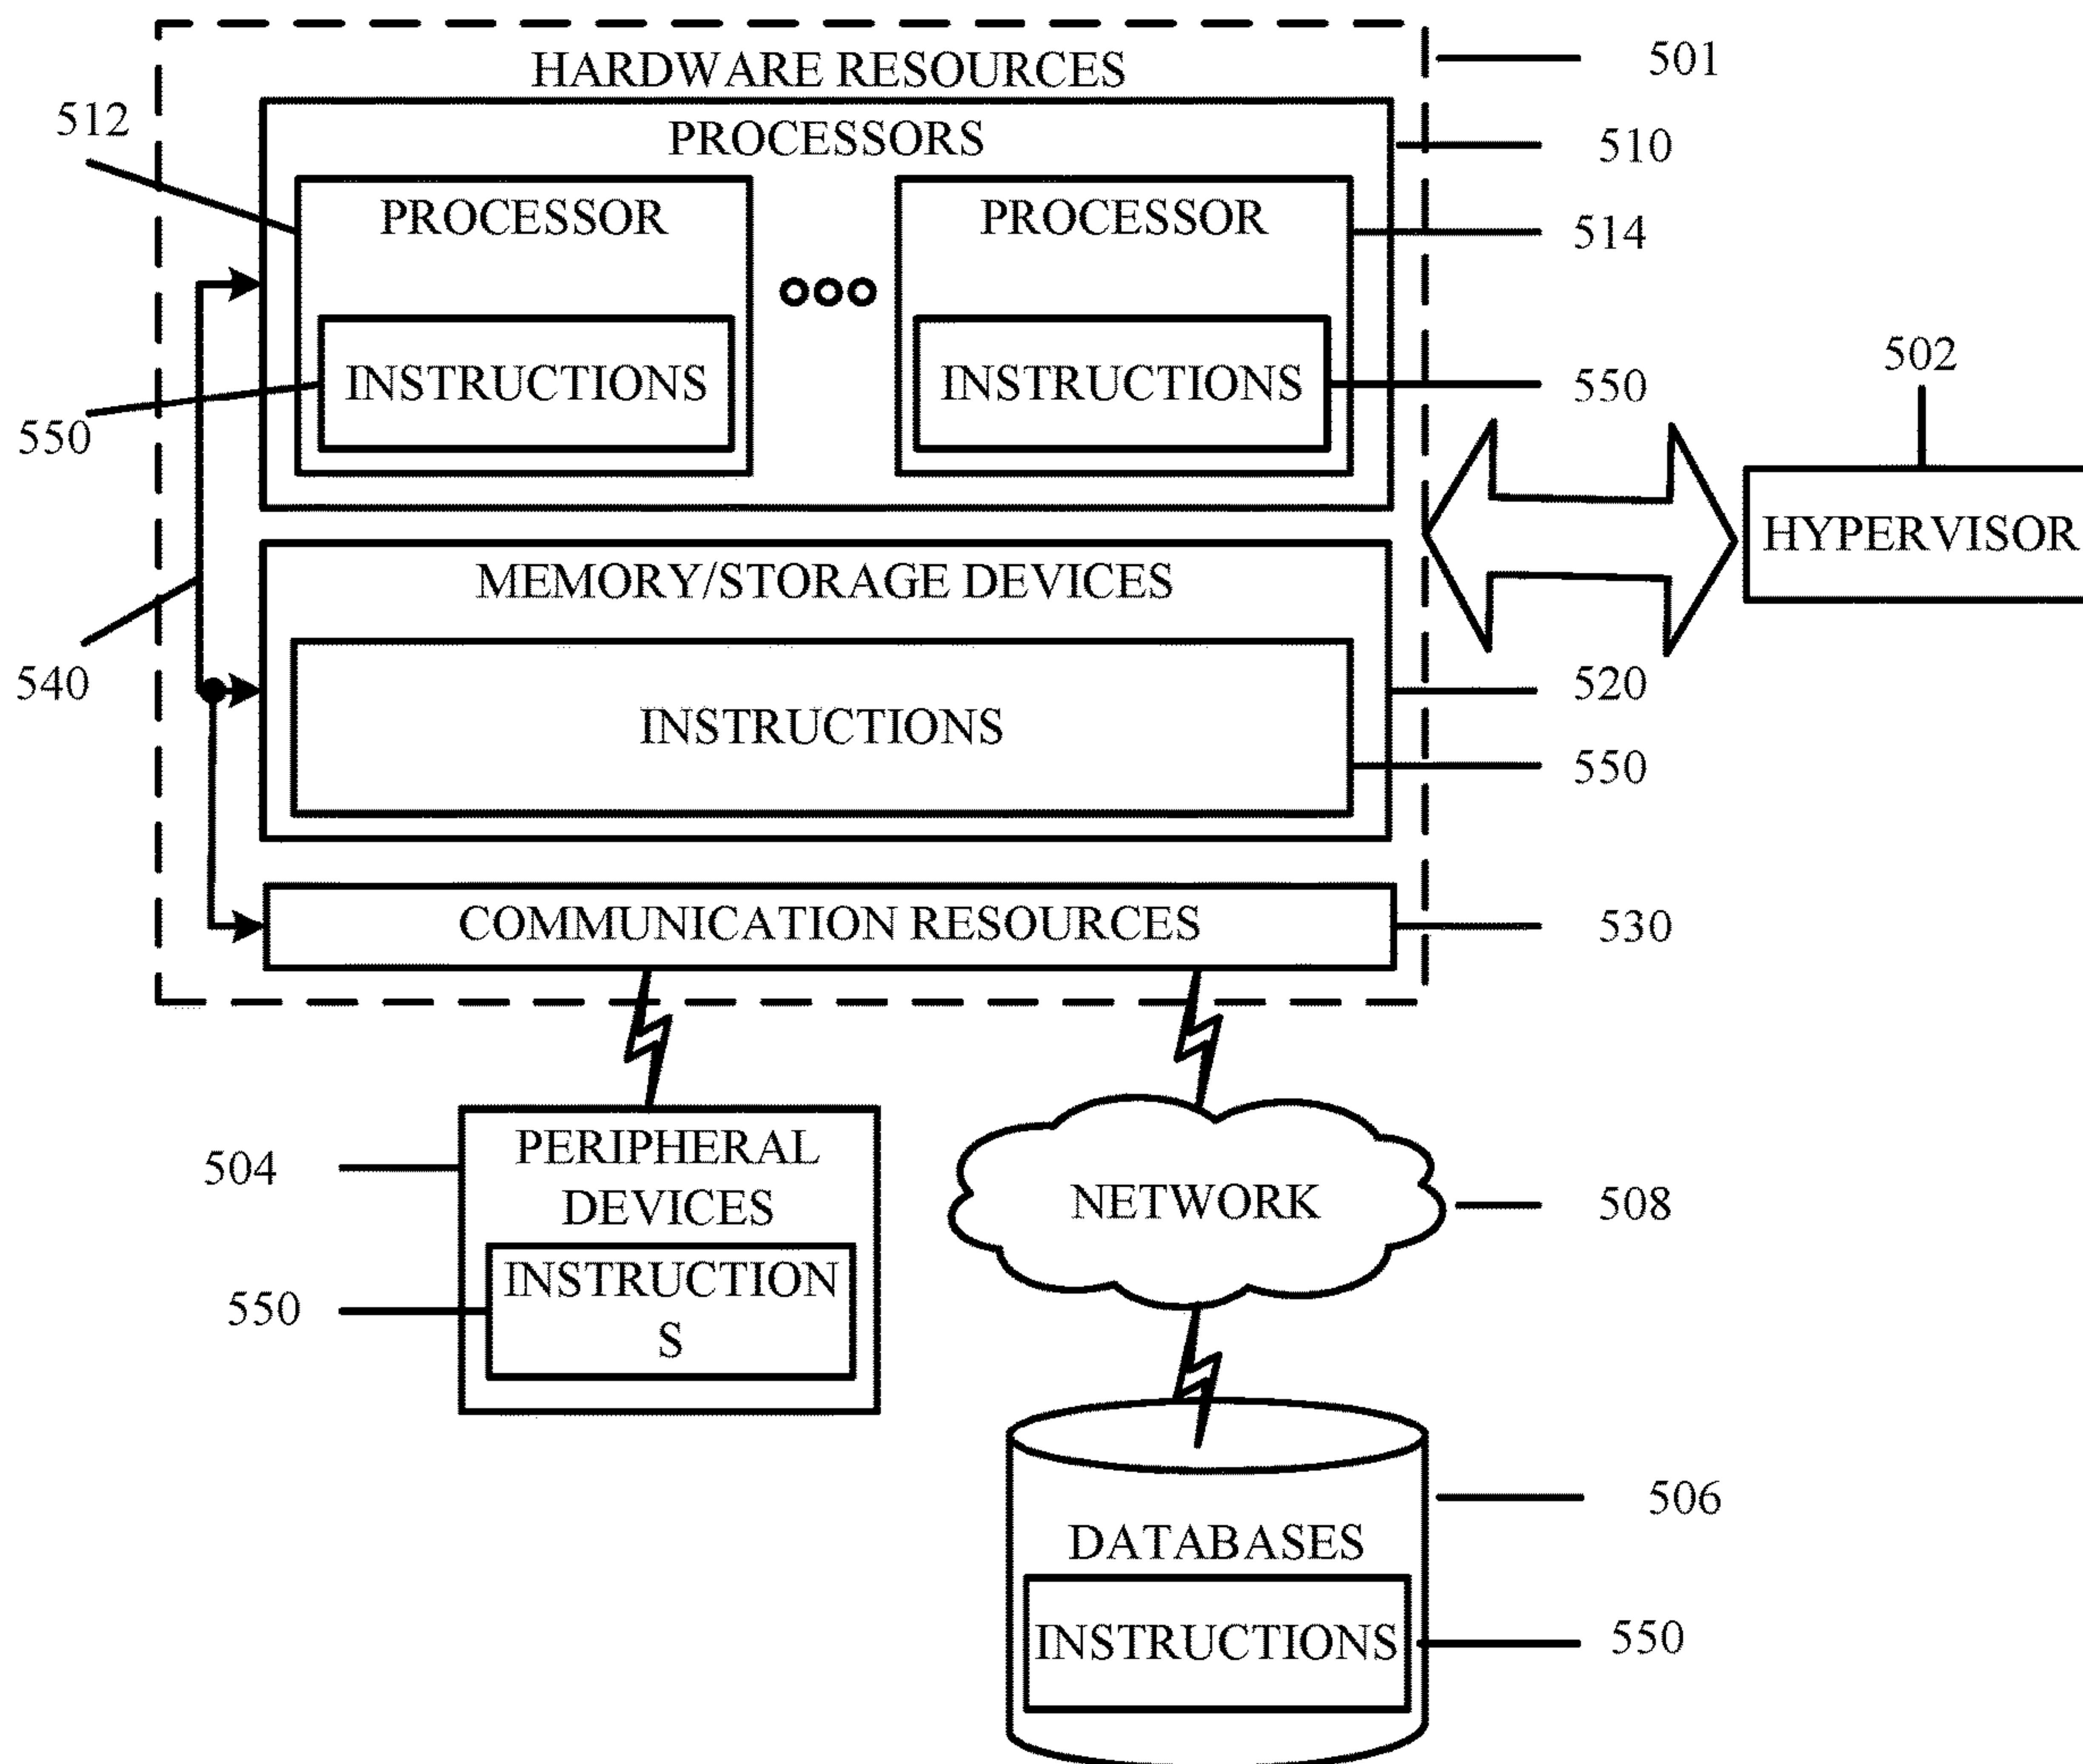 HARDWARE RESOURCES
501
512
PROCESSORS
510
PROCESSOR
PROCESSOR
514
INSTRUCTIONS
INSTRUCTIONS
550
550
502
HYPERVISOR
MEMORY/STORAGE DEVICES
540
520
INSTRUCTIONS
550
COMMUNICATION RESOURCES
530
504
PERIPHERAL
DEVICES
550
INSTRUCTION
S
NETWORK
508
506
DATABASES
INSTRUCTIONS
550